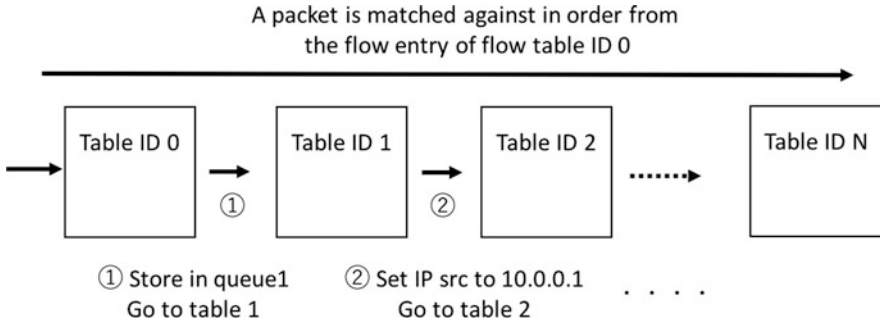 A packet is matched against in order from
the flow entry of flow table ID 0
Table ID 0
Table ID 1
Table ID 2
Table ID N
①
②
① Store in queue1
Go to table 1
② Set IP src to 10.0.0.1
Go to table 2
. . . .